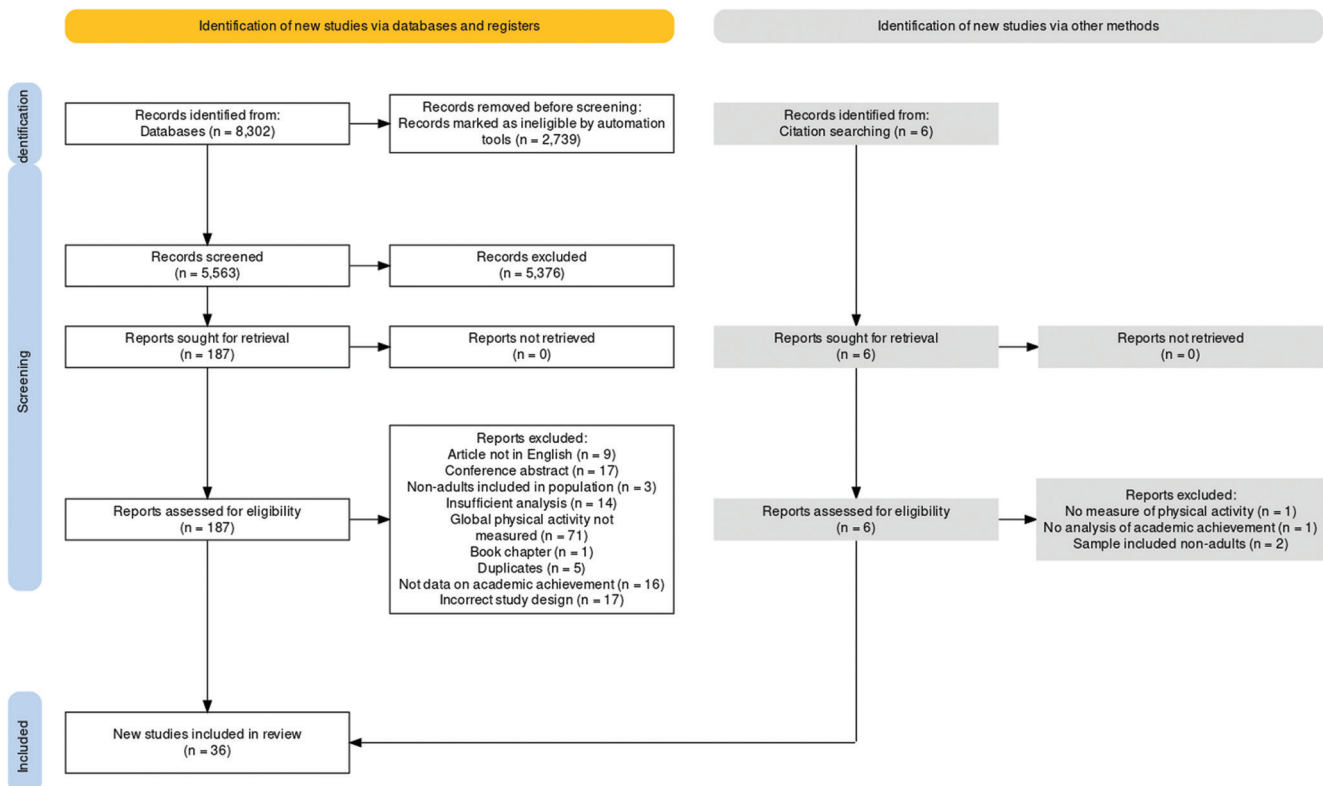 Identification of new studies via databases and registers
Identification of new studies via other methods
dentification
Records identified from:
Databases (n = 8,302)
Records removed before screening:
Records marked as ineligible by automation
tools (n = 2,739)
Records identified from:
Citation searching (n = 6)
Screening
Records screened
(n = 5,563)
Records excluded
(n = 5,376)
Reports sought for retrieval
(n = 187)
Reports not retrieved
(n = 0)
Reports sought for retrieval
(n = 6)
Reports not retrieved
(n = 0)
Reports assessed for eligibility
(n = 187)
Reports excluded:
Article not in English (n = 9)
Conference abstract (n = 17)
Non-adults included in population (n = 3)
Insufficient analysis (n = 14)
Global physical activity not
measured (n = 71)
Book chapter (n = 1)
Duplicates (n = 5)
Not data on academic achievement (n = 16)
Incorrect study design (n = 17)
Reports assessed for eligibility
(n = 6)
Reports excluded:
No measure of physical activity (n = 1)
No analysis of academic achievement (n = 1)
Sample included non-adults (n = 2)
Included
New studies included in review
(n = 36)